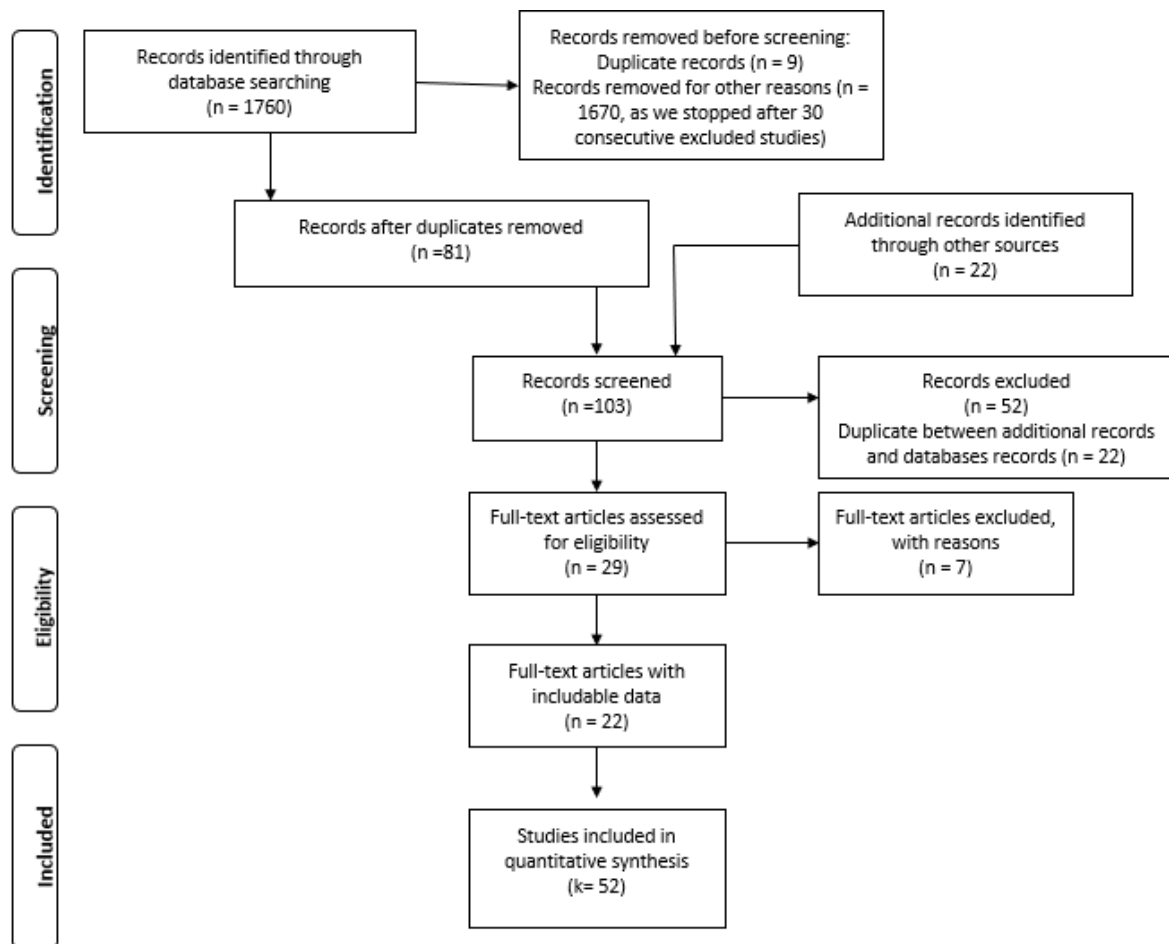 Identification
Records identified through
database searching
(n = 1760)
Records removed before screening:
Duplicate records (n = 9)
Records removed for other reasons (n =
1670, as we stopped after 30
consecutive excluded studies)
Records after duplicates removed
(n =81)
Additional records identified
through other sources
(n = 22)
Screening
Records screened
(n =103)
Records excluded
(n = 52)
Duplicate between additional records
and databases records (n = 22)
Eligibility
Full-text articles assessed
for eligibility
(n = 29)
Full-text articles excluded,
with reasons
(n = 7)
Full-text articles with
includable data
(n = 22)
Included
Studies included in
quantitative synthesis
(k= 52)